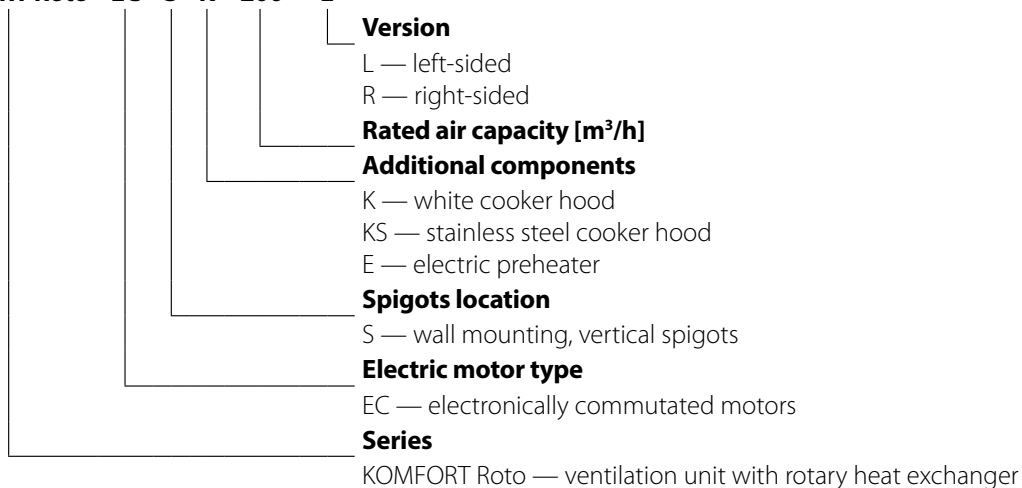 Version
L — left-sided
R — right-sided
Rated air capacity [m³/h]
Additional components
K — white cooker hood
KS — stainless steel cooker hood
E — electric preheater
Spigots location
S — wall mounting, vertical spigots
Electric motor type
EC — electronically commutated motors
Series
KOMFORT Roto — ventilation unit with rotary heat exchanger